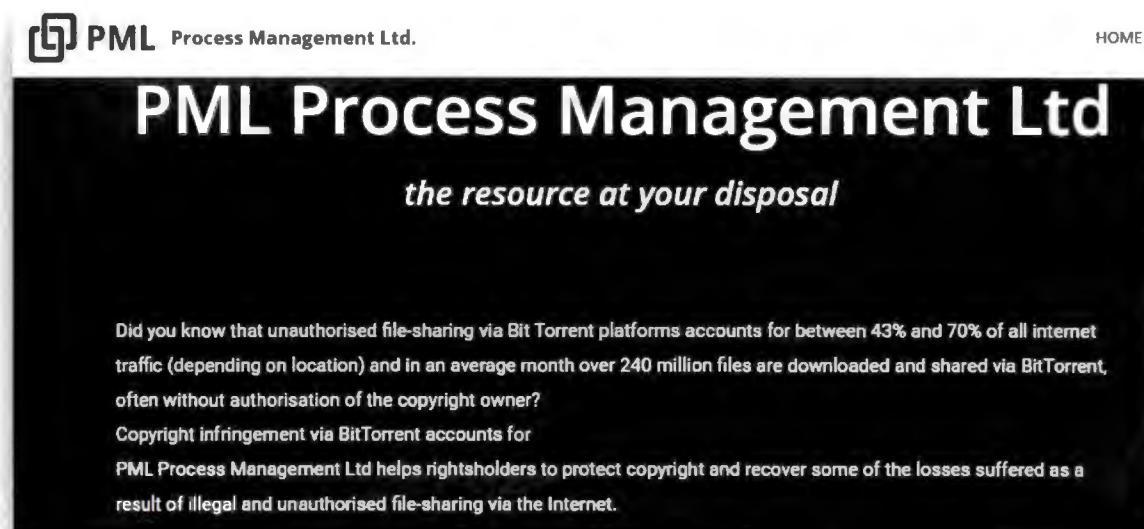 PML Process Management Ltd.
HOME
PML Process Management Ltd
the resource at your disposal
Did you know that unauthorised file-sharing via Bit Torrent platforms accounts for between 43% and 70% of all internet
traffic (depending on location) and in an average month over 240 million files are downloaded and shared via BitTorrent,
often without authorisation of the copyright owner?
Copyright infringement via BitTorrent accounts for
PML Process Management Ltd helps rightsholders to protect copyright and recover some of the losses suffered as a
result of illegal and unauthorised file-sharing via the Internet.